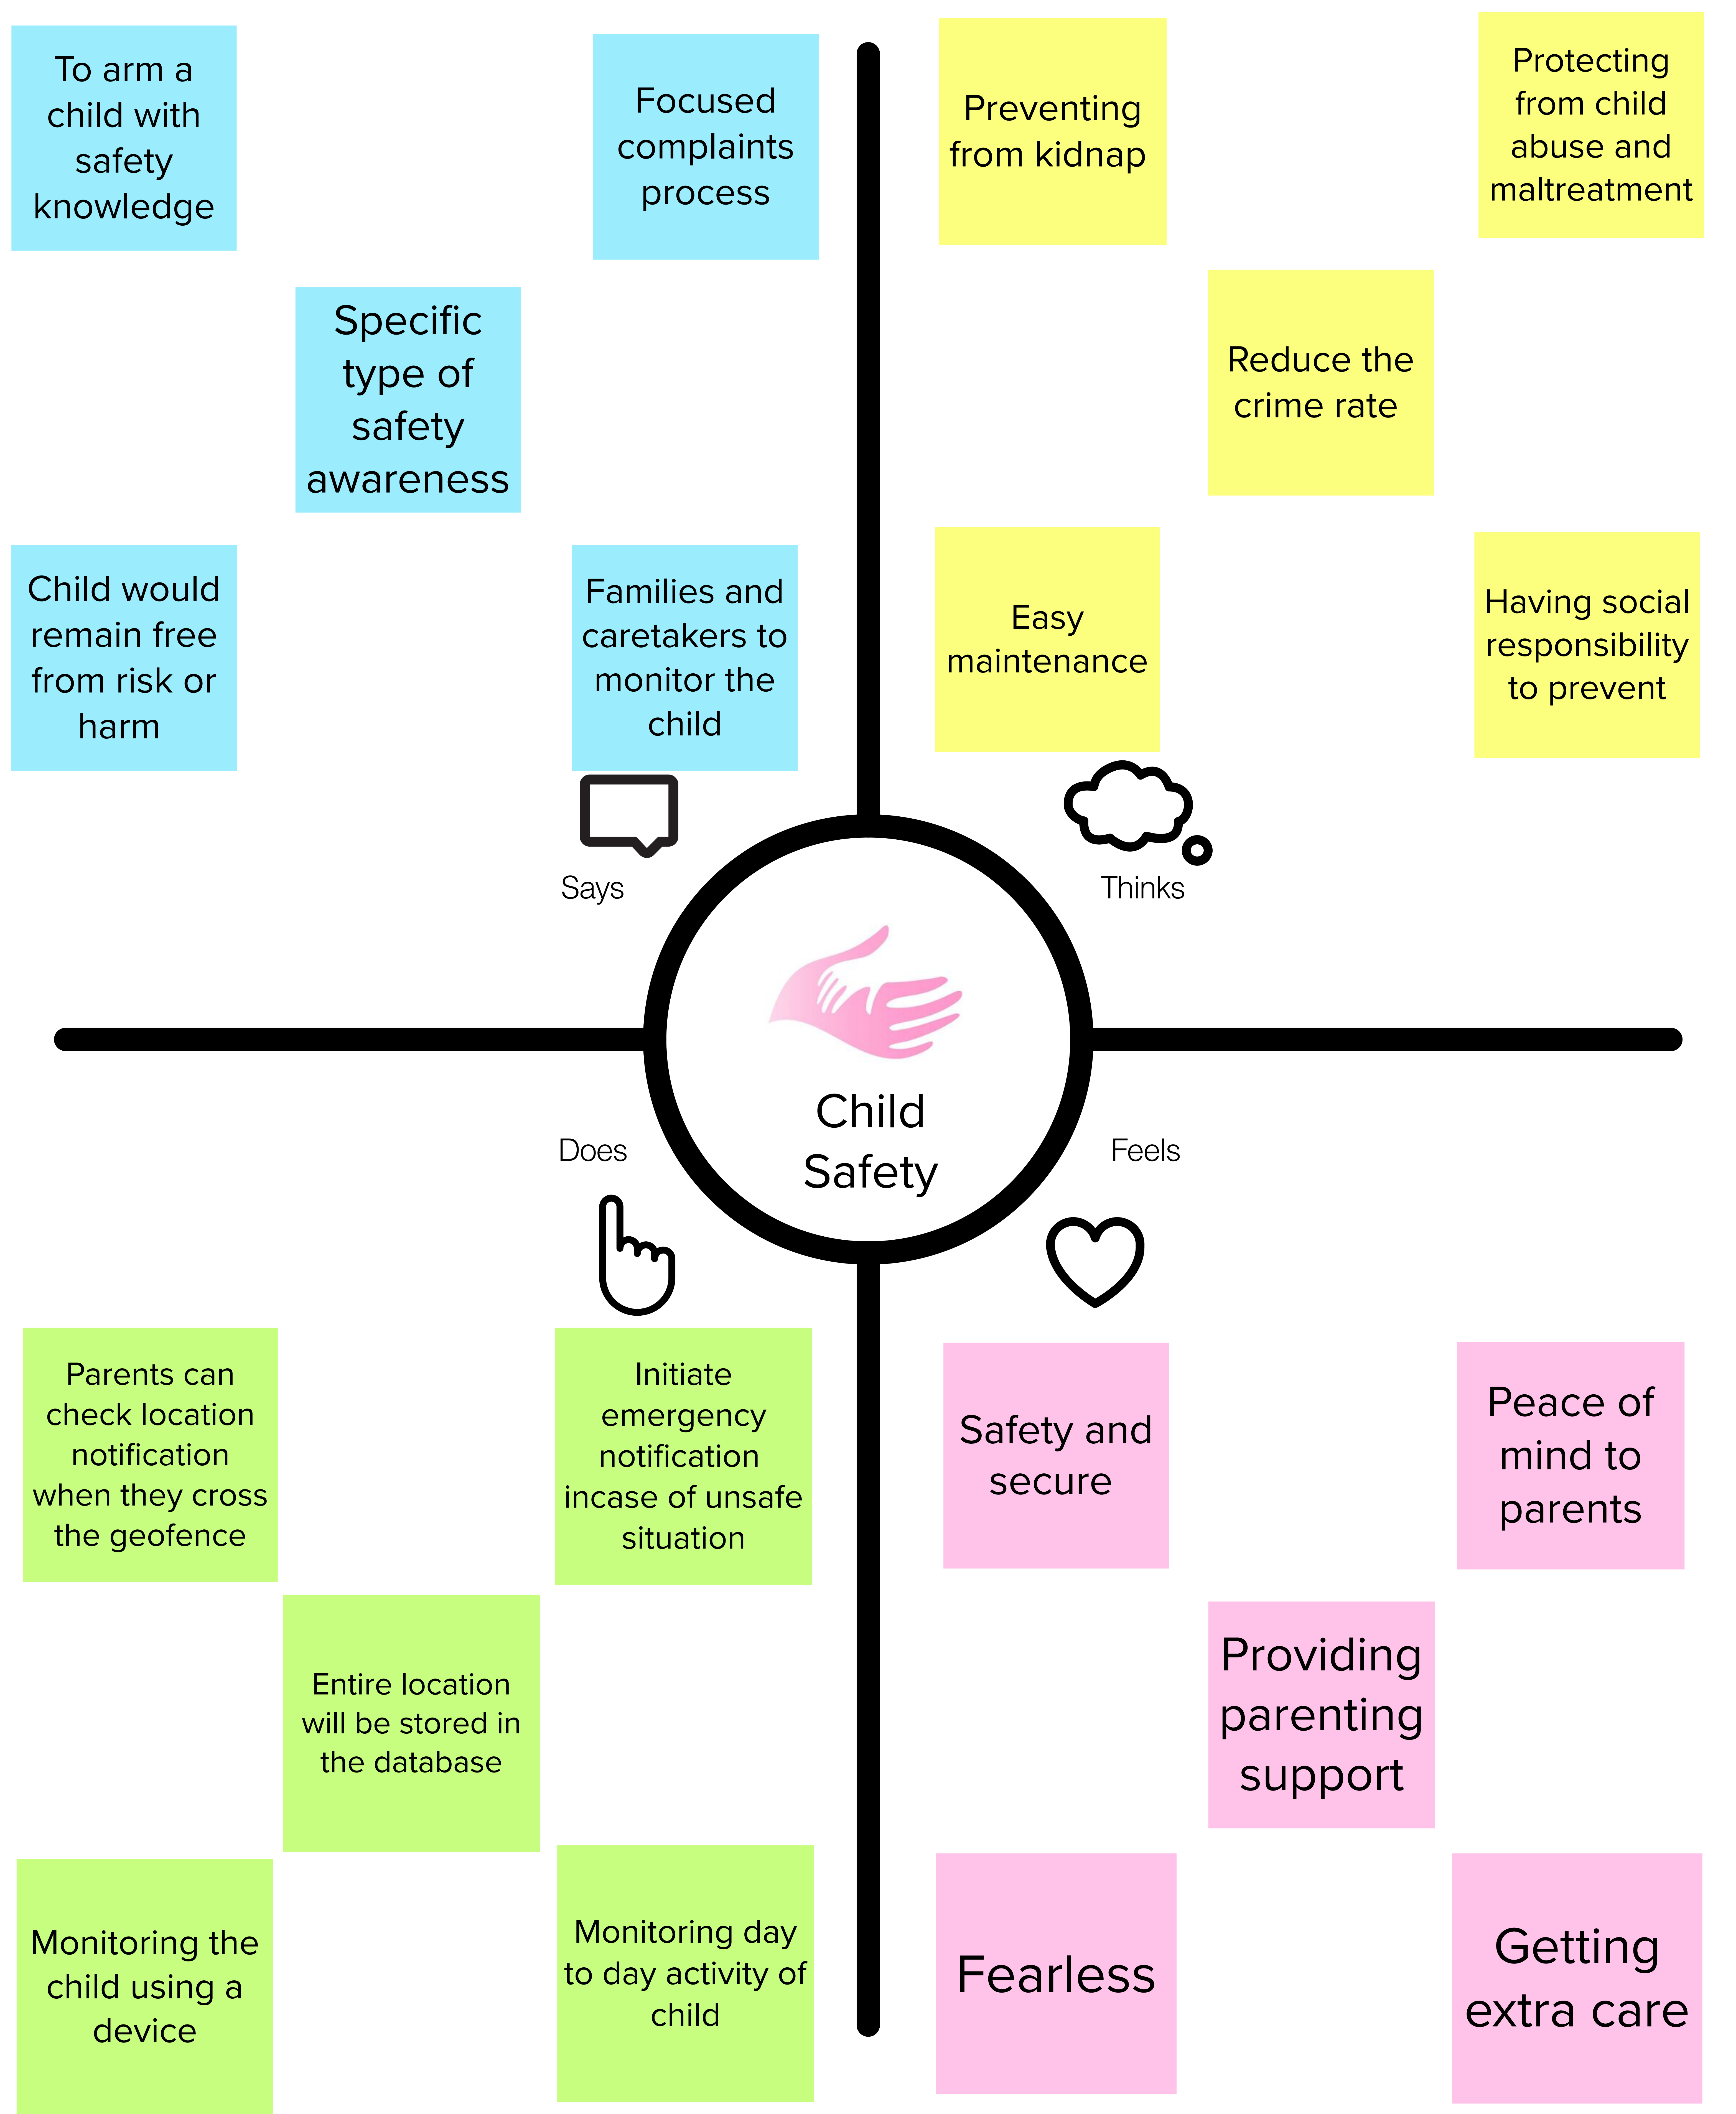 To arm a
child with
safety
knowledge
Focused
complaints
process
Specific
type of
safety
awareness
Child would
remain free
from risk or
harm
Families and
caretakers to
monitor the
child
Says
Preventing
from kidnap
Protecting
from child
abuse and
maltreatment
Reduce the
crime rate
Easy
maintenance
Having social
responsibility
to prevent
Thinks
Child
Safety
Does
Parents can
check location
notification
when they cross
the geofence
Initiate
emergency
notification
incase of unsafe
situation
Entire location
will be stored in
the database
Monitoring the
child using a
device
Monitoring day
to day activity of
child
Feels
Safety and
secure
Peace of
mind to
parents
Providing
parenting
support
Fearless
Getting
extra care